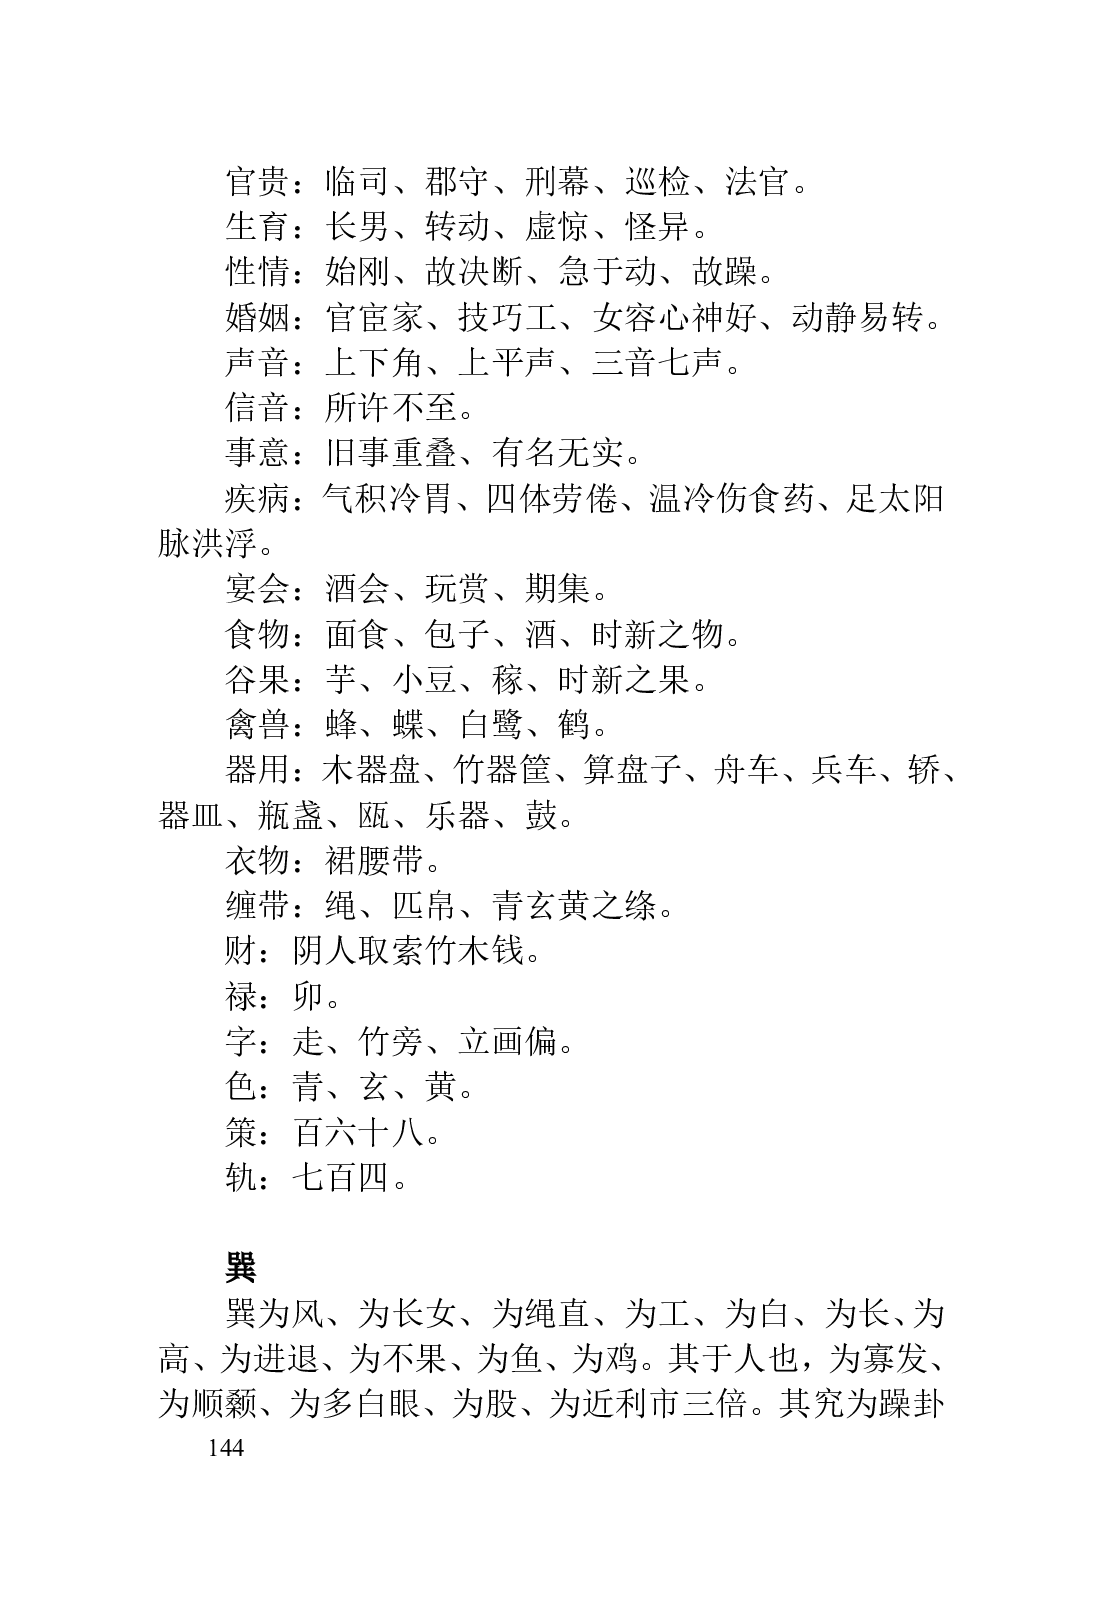 官贵：临司、郡守、刑幕、巡检、法官。
生育：长男、转动、虚惊、怪异。
性情：始刚、故决断、急于动、故躁。
婚姻：官宦家、技巧工、女容心神好、动静易转。
声音：上下角、上平声、三音七声。
信音：所许不至。
事意：旧事重叠、有名无实。
疾病：气积冷胃、四体劳倦、温冷伤食药、足太阳
脉洪浮。
宴会：酒会、玩赏、期集。
食物：面食、包子、酒、时新之物。
谷果：芋、小豆、稼、时新之果。
禽兽：蜂、蝶、白鹭、鹤。
器用：木器盘、竹器筐、算盘子、舟车、兵车、轿、
器皿、瓶盏、瓯、乐器、鼓。
衣物：裙腰带。
缠带：绳、匹帛、青玄黄之绦。
财：阴人取索竹木钱。
禄：卯。
字：走、竹旁、立画偏。
色：青、玄、黄。
策：百六十八。
轨：七百四。
巽
巽为风、为长女、为绳直、为工、为白、为长、为
高、为进退、为不果、为鱼、为鸡。其于人也，为寡发、
为顺颡、为多白眼、为股、为近利市三倍。其究为躁卦
144